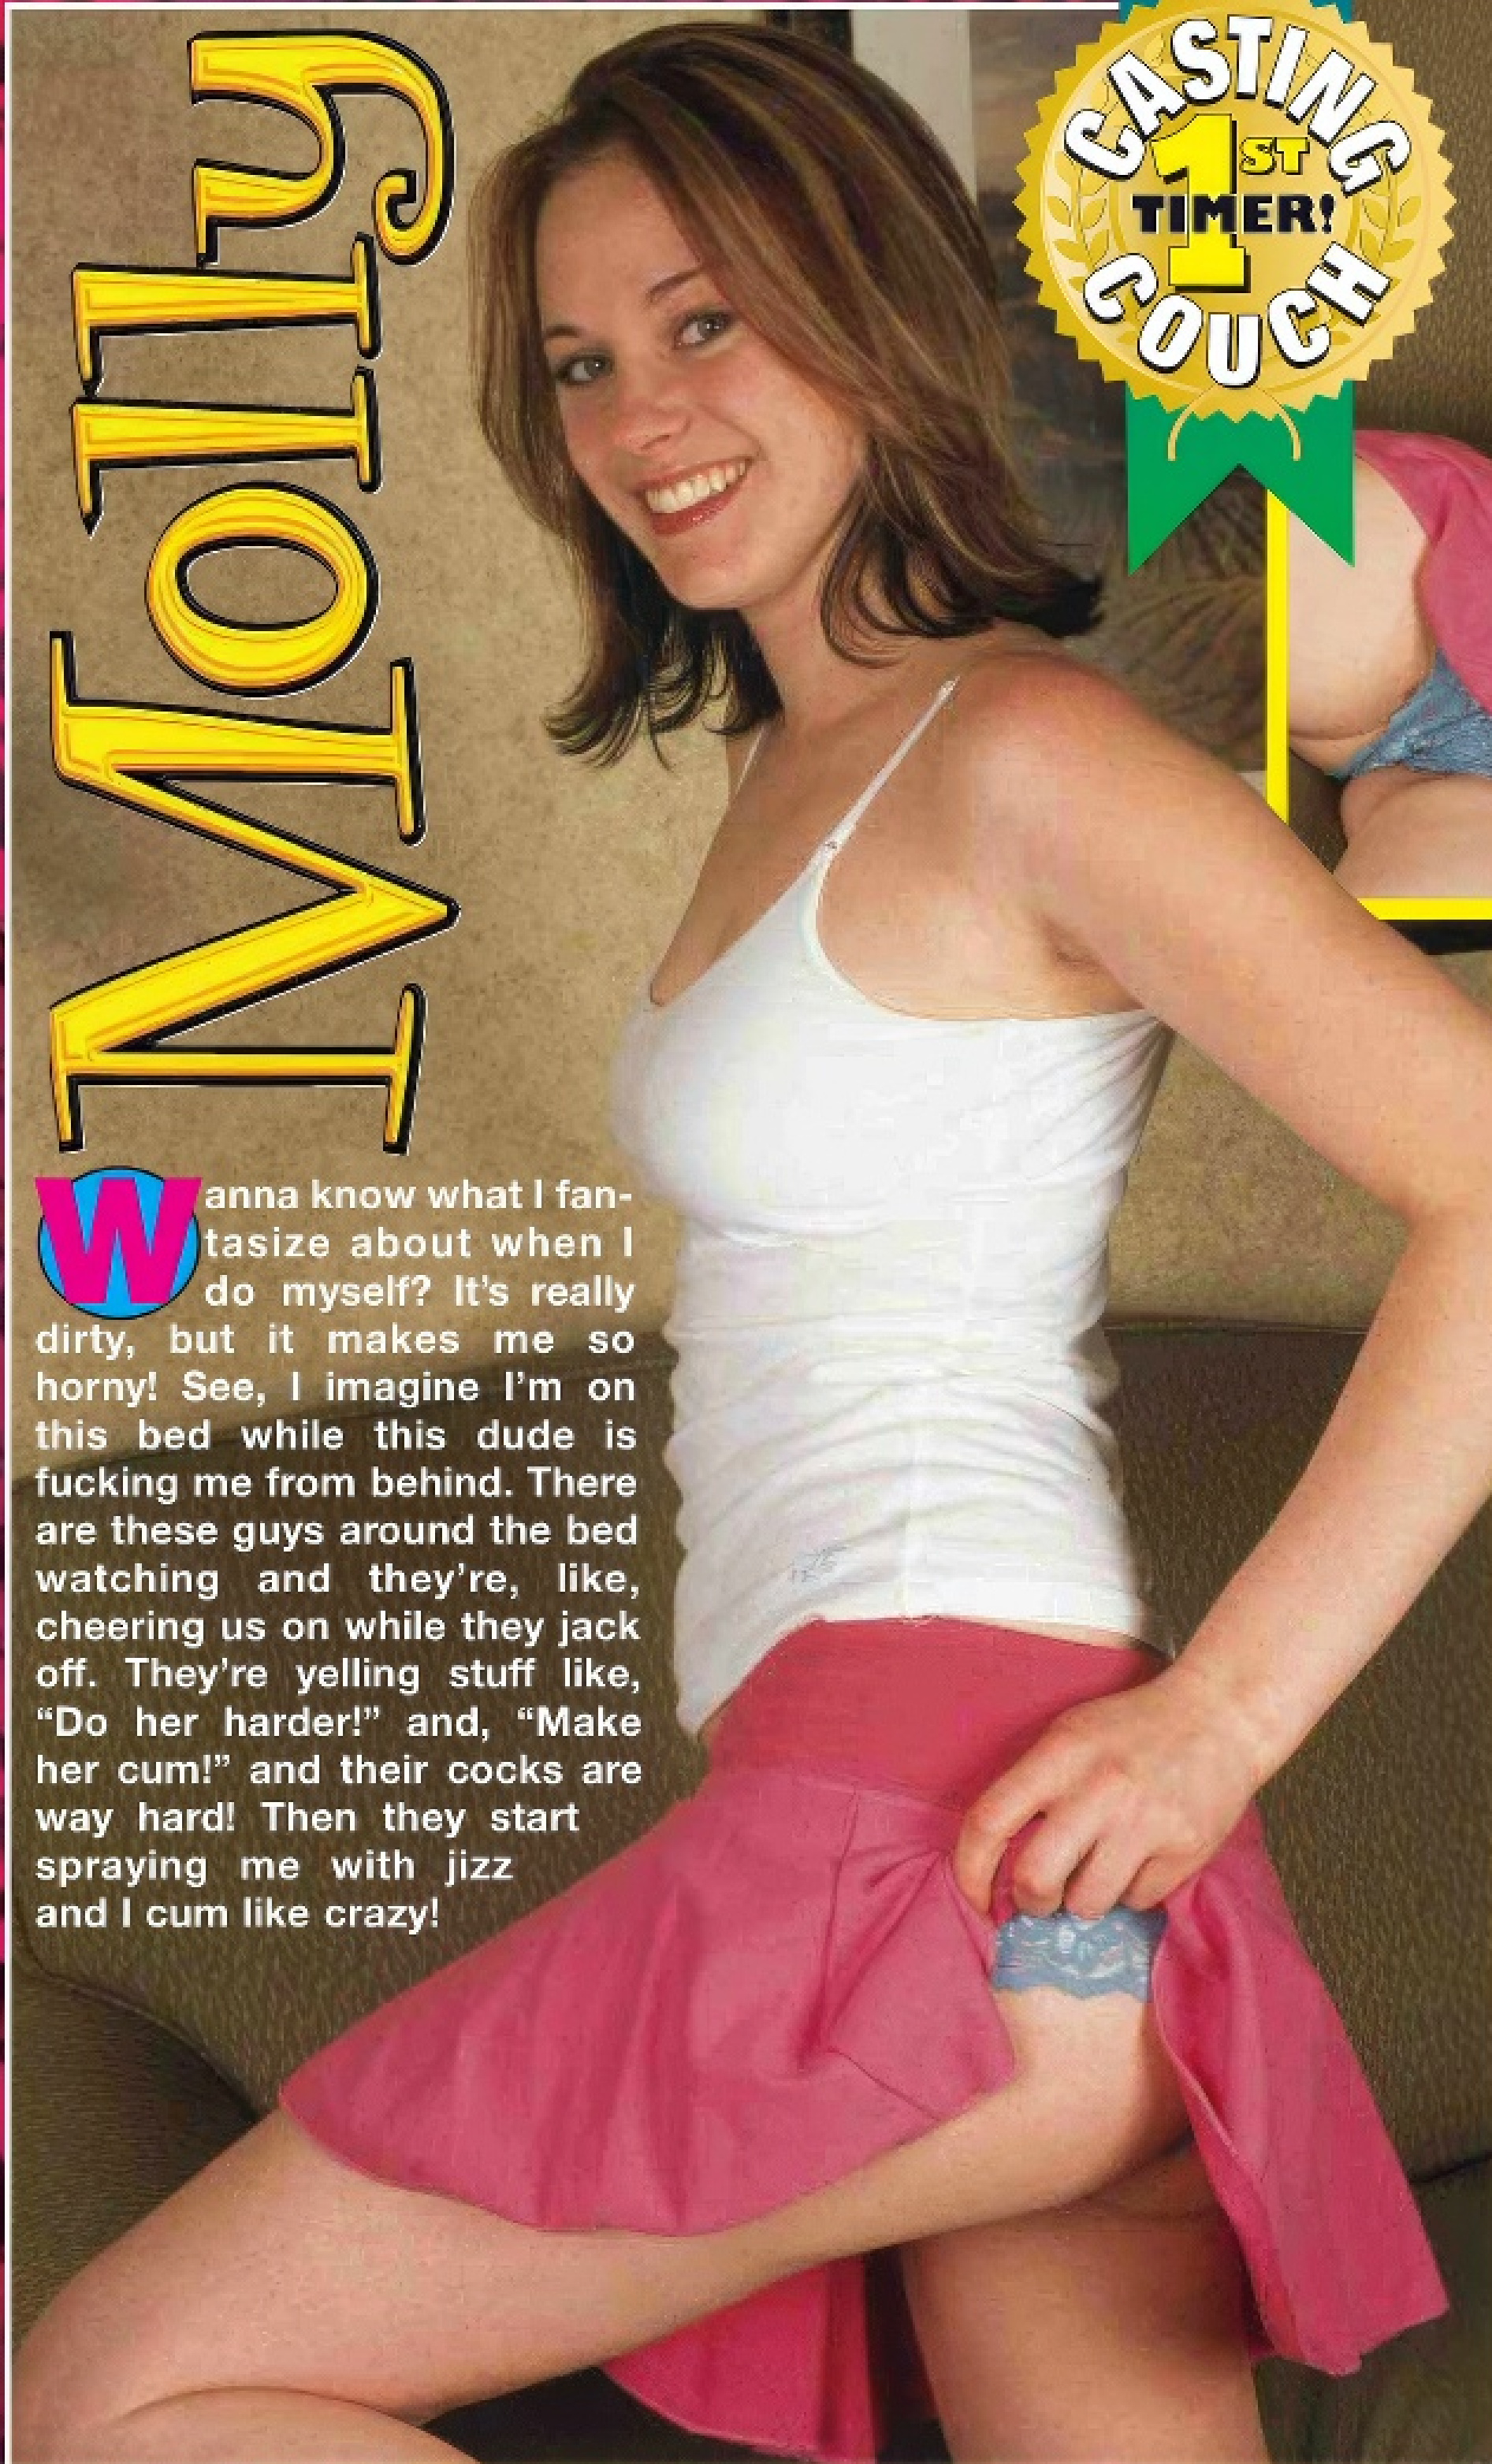 Molly
CASTING
1ST
TIMER!
COUCH
Wanna know what I fan-
tasize about when I
do myself? It's really
dirty, but it makes me so
horny! See, I imagine I'm on
this bed while this dude is
fucking me from behind. There
are these guys around the bed
watching and they're, like,
cheering us on while they jack
off. They're yelling stuff like,
“Do her harder!” and, “Make
her cum!” and their cocks are
way hard! Then they start
spraying me with jizz
and I cum like crazy!